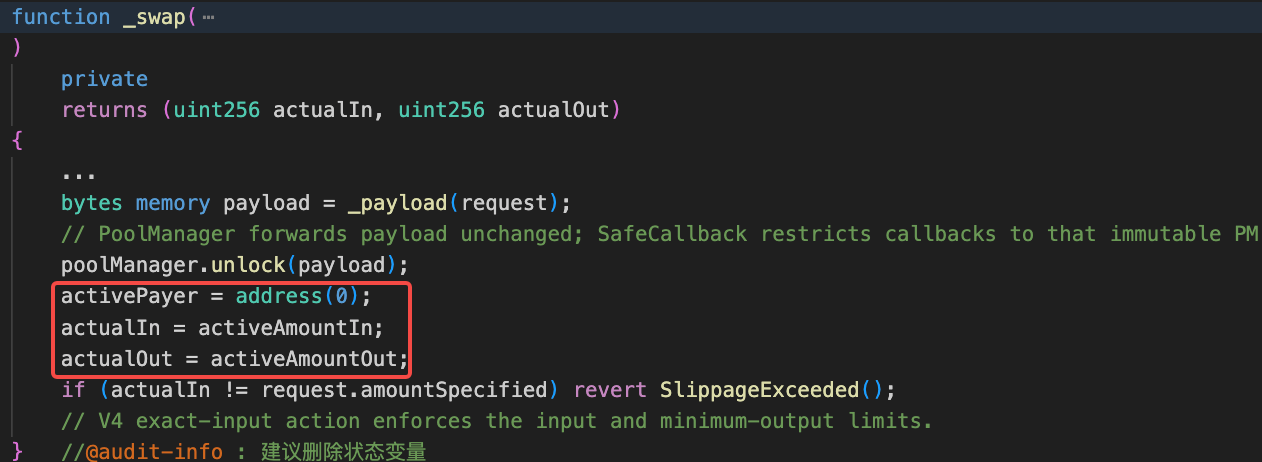 function _swap( ⋯
)
private
returns (uint256 actualIn, uint256 actualOut)
{
...
bytes memory payload = _payload(request);
// PoolManager forwards payload unchanged; SafeCallback restricts callbacks to that immutable PM
poolManager.unlock(payload);
activePayer = address(0);
actualIn = activeAmountIn;
actualOut = activeAmountOut;
if (actualIn != request.amountSpecified) revert SlippageExceeded();
// V4 exact-input action enforces the input and minimum-output limits.
} //@audit-info : 建议删除状态变量